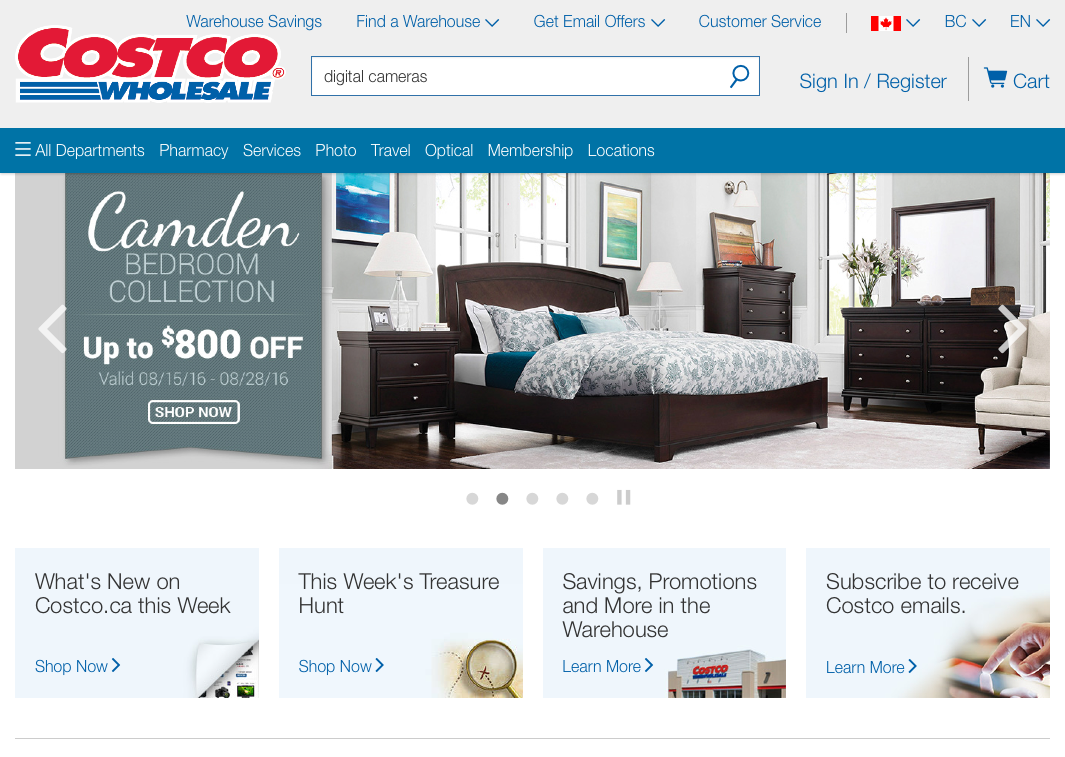 Warehouse Savings Find a Warehouse Get Email Offers Customer Service BC EN
COSTCO®
WHOLESALE
digital cameras
Sign In / Register Cart
All Departments Pharmacy Services Photo Travel Optical Membership Locations
Camden
BEDROOM
COLLECTION
Up to $800 OFF
Valid 08/15/16 - 08/28/16
SHOP NOW
What's New on
Costco.ca this Week
Shop Now
This Week's Treasure
Hunt
Shop Now
Savings, Promotions
and More in the
Warehouse
Learn More
COSTCO
WHOLESALE
Subscribe to receive
Costco emails.
Learn More